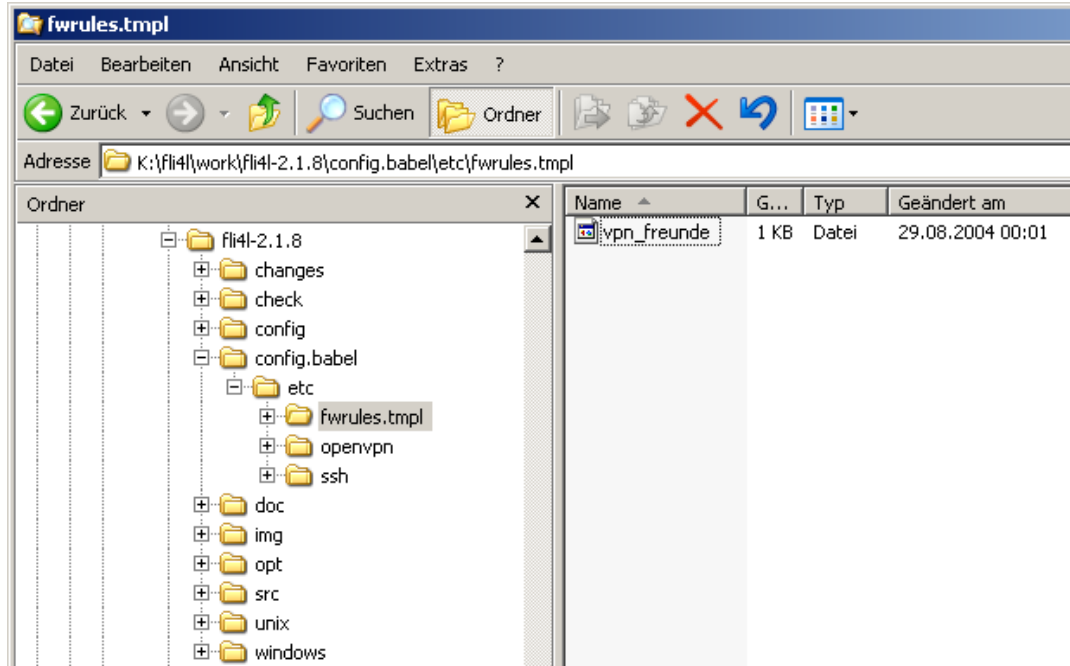 fwrules.tmpl
Datei Bearbeiten Ansicht Favoriten Extras ?
Zurück Suchen Ordner
Adresse K:\fli4l\work\fli4l-2.1.8\config.babel\etc\fwrules.tmpl
Ordner
Name G... Typ Geändert am
vpn_freunde 1 KB Datei 29.08.2004 00:01
fli4l-2.1.8
changes
check
config
config.babel
etc
fwrules.tmpl
openvpn
ssh
doc
img
opt
src
unix
windows